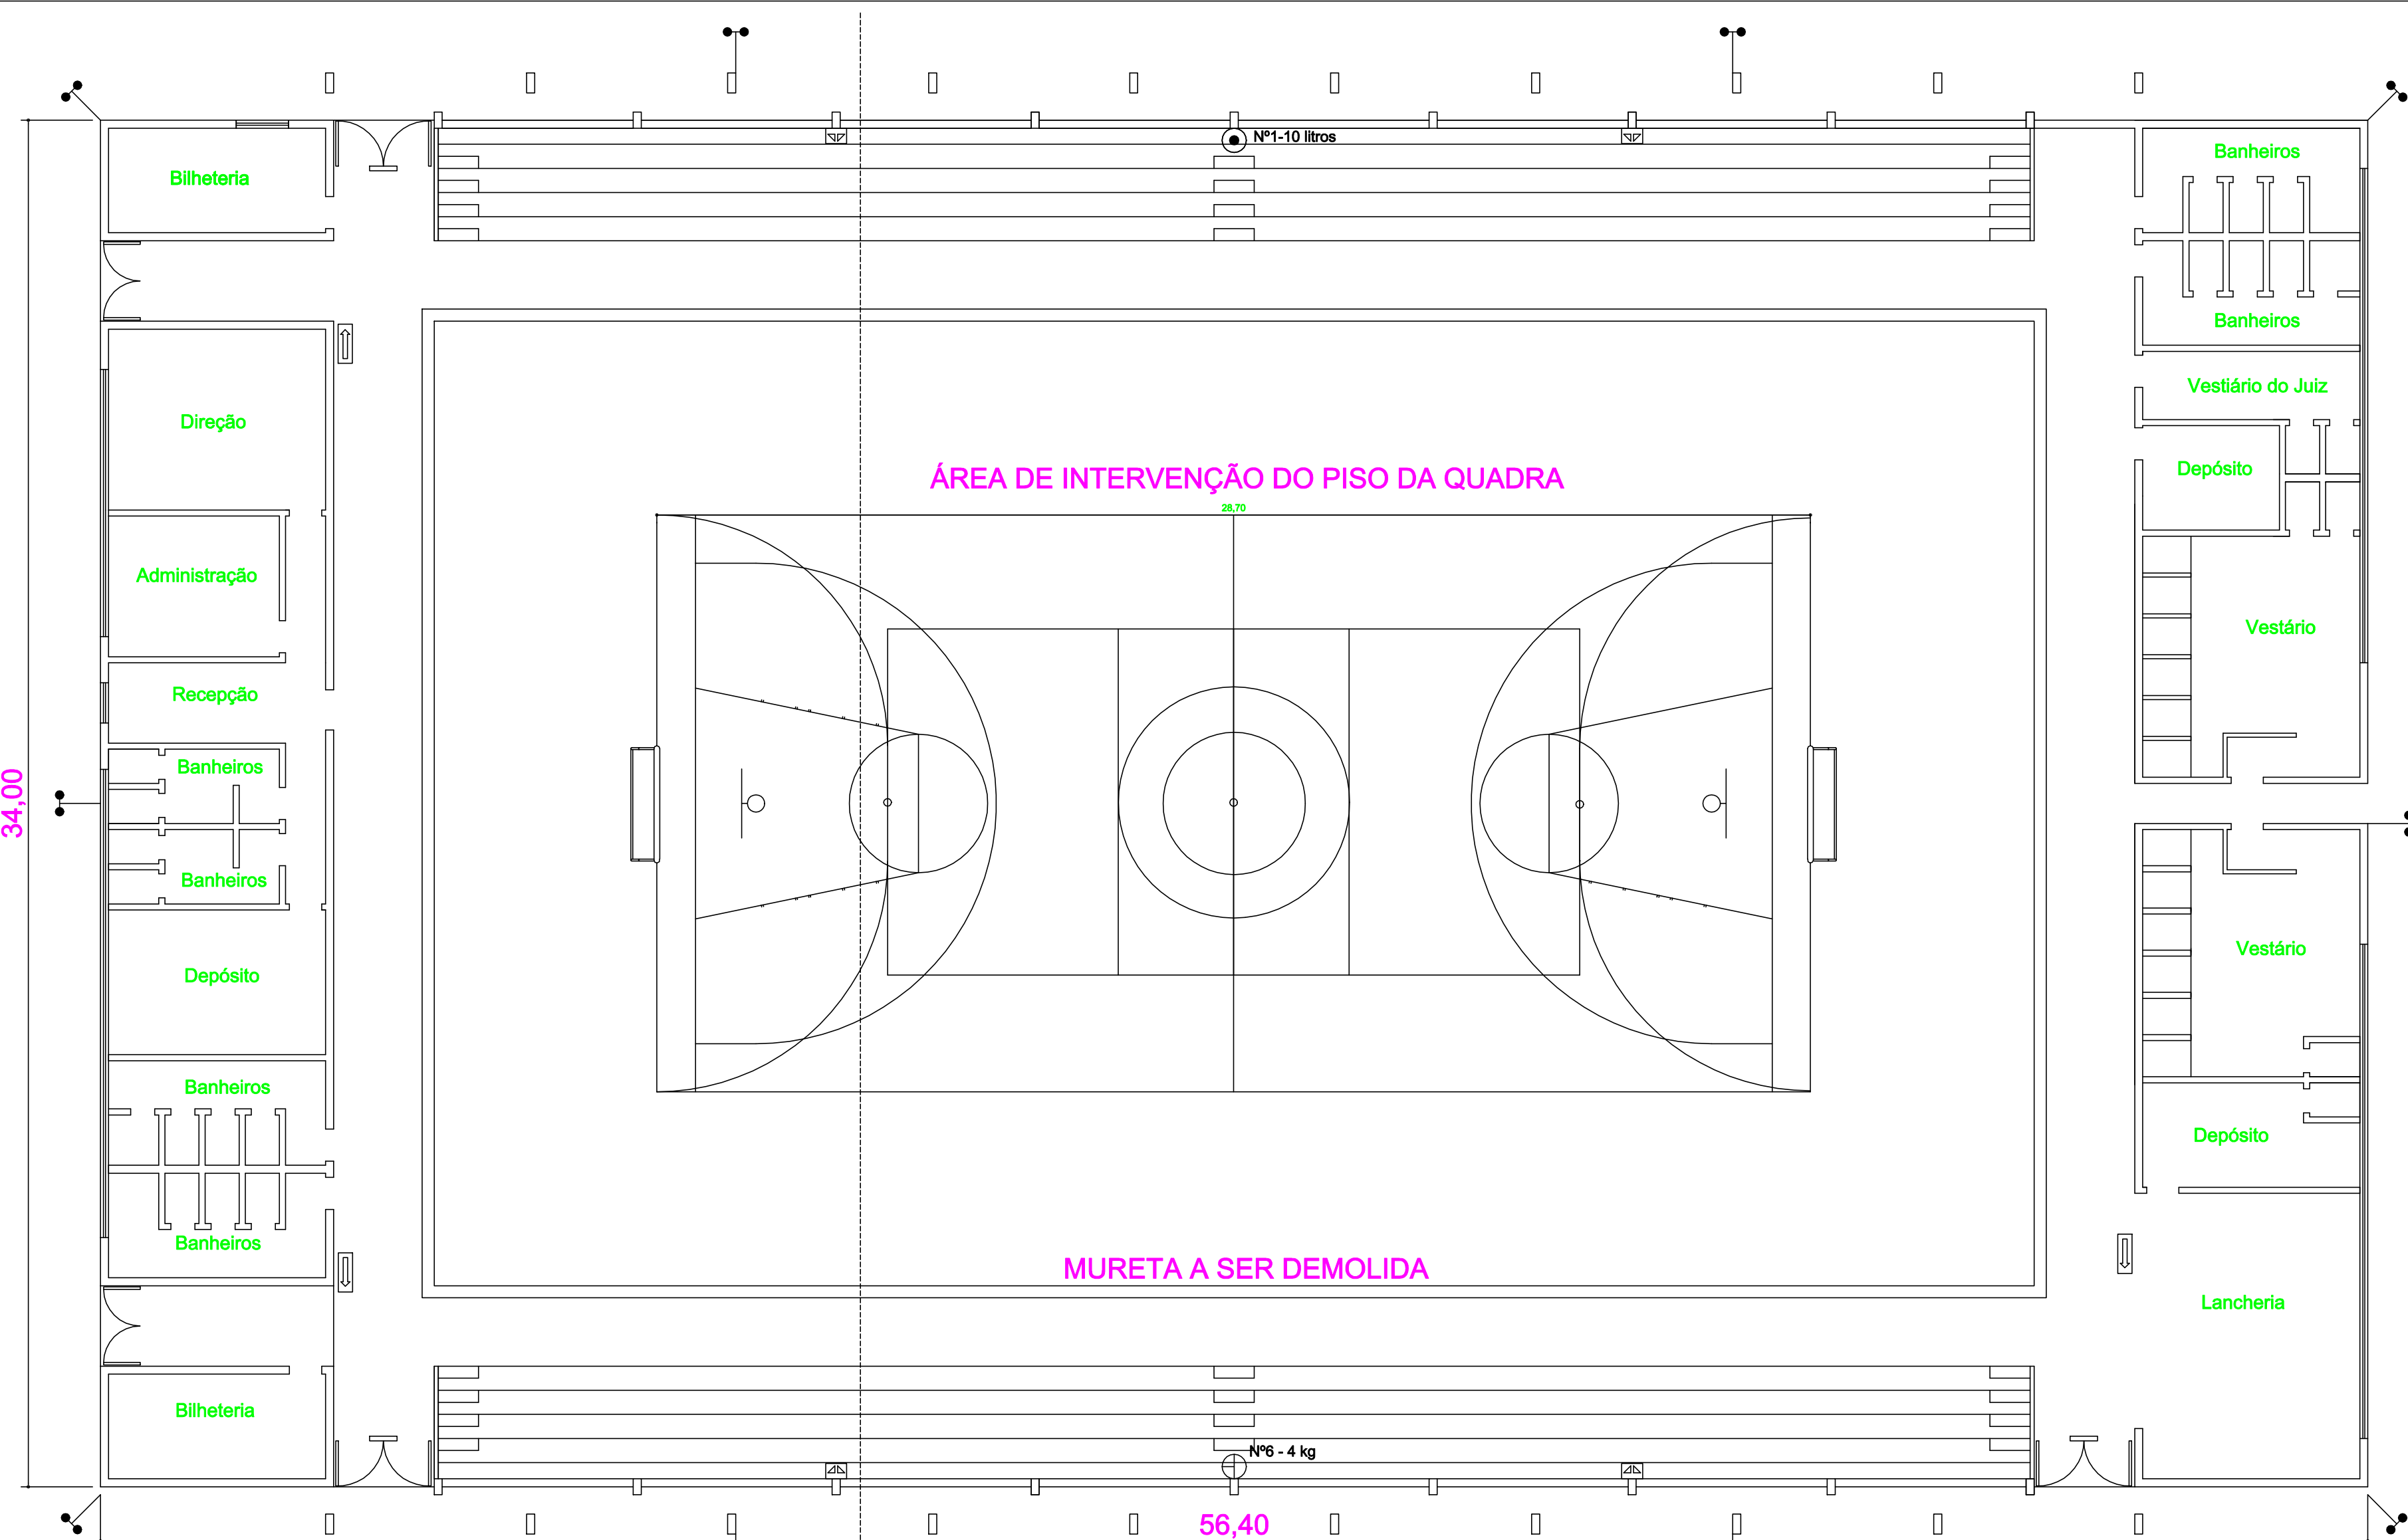 Nº1-10 litros
Bilheteria
Banheiros
Banheiros
Vestiário do Juiz
Direção
Depósito
ÁREA DE INTERVENÇÃO DO PISO DA QUADRA
28,70
Administração
Vestário
Recepção
Banheiros
34,00
Banheiros
Vestário
Depósito
Banheiros
Depósito
Banheiros
MURETA A SER DEMOLIDA
Lancheria
Bilheteria
Nº6 - 4 kg
56,40